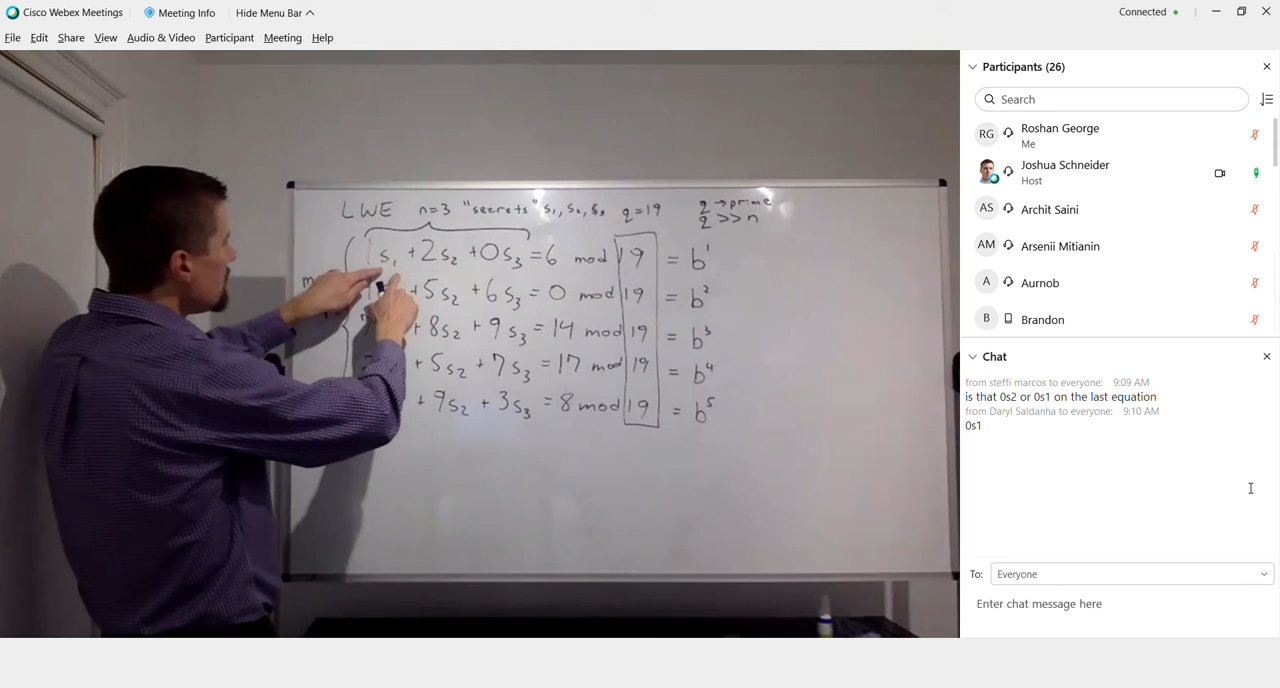 Cisco Webex Meetings Meeting Info Hide Menu Bar Connected
File Edit Share View Audio & Video Participant Meeting Help
LWE n=3 "secrets" s₁, s₂, s₃ q=19 q → prime
q >> n
1s₁ + 2s₂ + 0s₃ = 6 mod 19 = b¹
+ 5s₂ + 6s₃ = 0 mod 19 = b²
+ 8s₂ + 9s₃ = 14 mod 19 = b³
+ 5s₂ + 7s₃ = 17 mod 19 = b⁴
+ 9s₂ + 3s₃ = 8 mod 19 = b⁵
Participants (26)
Search
RG Roshan George
Me
Joshua Schneider
Host
AS Archit Saini
AM Arsenii Mitianin
A Aurnob
B Brandon
Chat
from steffi marcos to everyone: 9:09 AM
is that 0s2 or 0s1 on the last equation
from Daryl Saldanha to everyone: 9:10 AM
0s1
To: Everyone
Enter chat message here